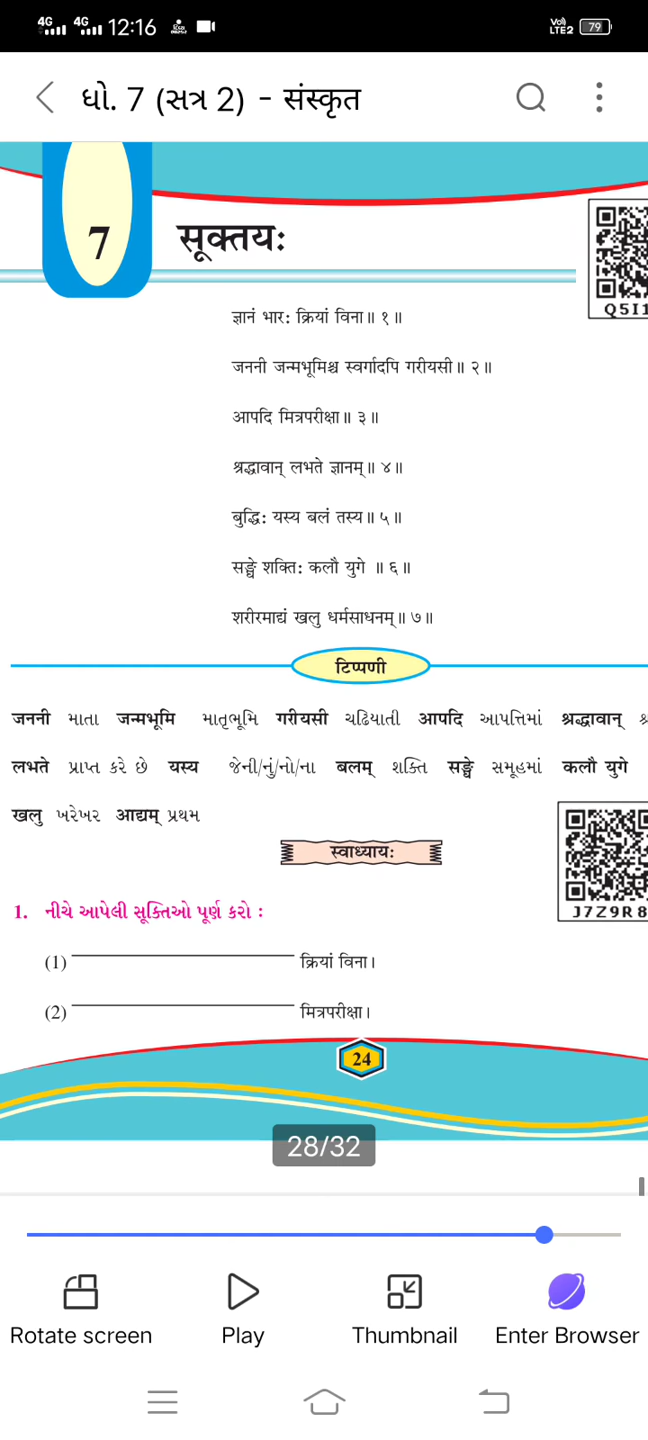 4G 4G 12:16 Vo) LTE2 79
ધો. 7 (સત્ર 2) - સંસ્કૃત
7 सूक्तयः
Q5I1
ज्ञानं भारः क्रियां विना॥ १॥
जननी जन्मभूमिश्च स्वर्गादपि गरीयसी॥ २॥
आपदि मित्रपरीक्षा॥ ३॥
श्रद्धावान् लभते ज्ञानम्॥ ४॥
बुद्धिः यस्य बलं तस्य॥ ५॥
सङ्घे शक्तिः कलौ युगे ॥ ६॥
शरीरमाद्यं खलु धर्मसाधनम्॥ ७॥
टिप्पणी
जननी માતા जन्मभूमि માતૃભૂમિ गरीयसी ચઢિયાતી आपदि આપત્તિમાં श्रद्धावान्
लभते પ્રાપ્ત કરે છે यस्य જેની/નું/નો/ના बलम् શક્તિ सङ्घे સમૂહમાં कलौ युगे
खलु ખરેખર आद्यम् પ્રથમ
स्वाध्यायः
J7Z9R8
1. નીચે આપેલી સૂક્તિઓ પૂર્ણ કરો :
(1) क्रियां विना।
(2) मित्रपरीक्षा।
24
28/32
Rotate screen Play Thumbnail Enter Browser